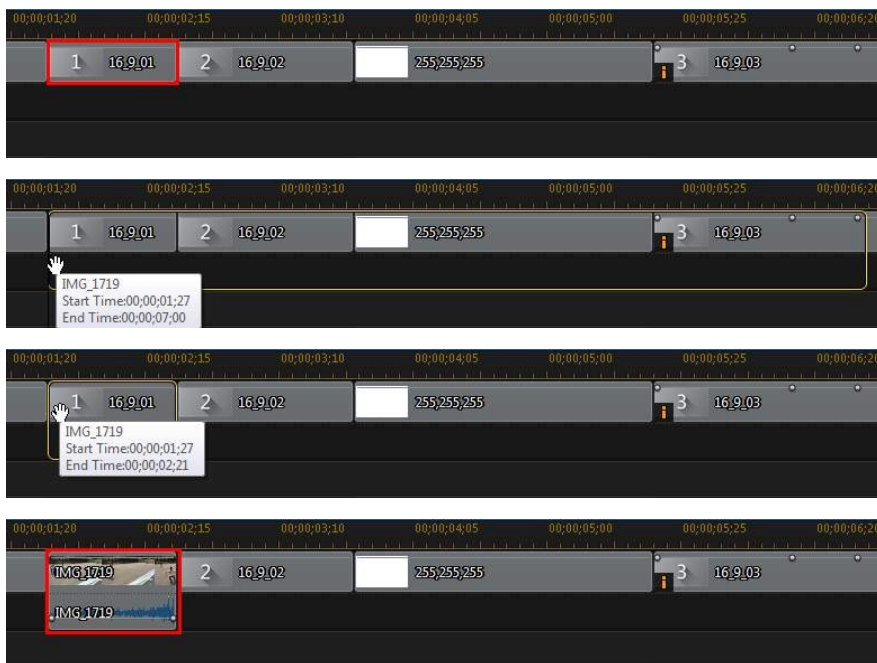 00;00;01;20 00;00;02;15 00;00;03;10 00;00;04;05 00;00;05;00 00;00;05;25
1 16_9_01 2 16_9_02 255,255,255 i 3 16_9_03
00;00;01;20 00;00;02;15 00;00;03;10 00;00;04;05 00;00;05;00 00;00;05;25
1 16_9_01 2 16_9_02 255,255,255 i 3 16_9_03
IMG_1719
Start Time:00;00;01;27
End Time:00;00;07;00
00;00;01;20 00;00;02;15 00;00;03;10 00;00;04;05 00;00;05;00 00;00;05;25
1 16_9_01 2 16_9_02 255,255,255 i 3 16_9_03
IMG_1719
Start Time:00;00;01;27
End Time:00;00;02;21
00;00;01;20 00;00;02;15 00;00;03;10 00;00;04;05 00;00;05;00 00;00;05;25
IMG_1719 2 16_9_02 255,255,255 i 3 16_9_03
IMG_1719